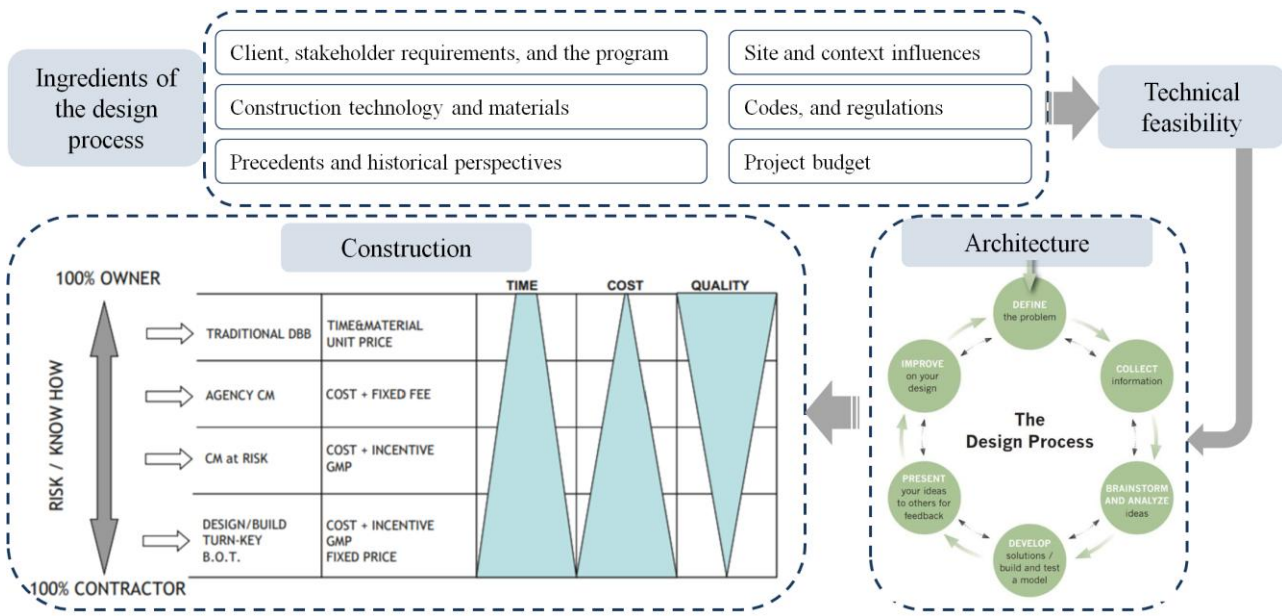 Ingredients of
the design
process
Client, stakeholder requirements, and the program
Site and context influences
Construction technology and materials
Codes, and regulations
Precedents and historical perspectives
Project budget
Technical
feasibility
Construction
100% OWNER
RISK / KNOW HOW
100% CONTRACTOR
TIME
COST
QUALITY
TRADITIONAL DBB
TIME&MATERIAL
UNIT PRICE
AGENCY CM
COST + FIXED FEE
CM at RISK
COST + INCENTIVE
GMP
DESIGN/BUILD
TURN-KEY
B.O.T.
COST + INCENTIVE
GMP
FIXED PRICE
Architecture
The
Design Process
DEFINE
the problem
COLLECT
information
BRAINSTORM
AND ANALYZE
ideas
DEVELOP
solutions /
build and test
a model
PRESENT
your ideas
to others for
feedback
IMPROVE
on your
design